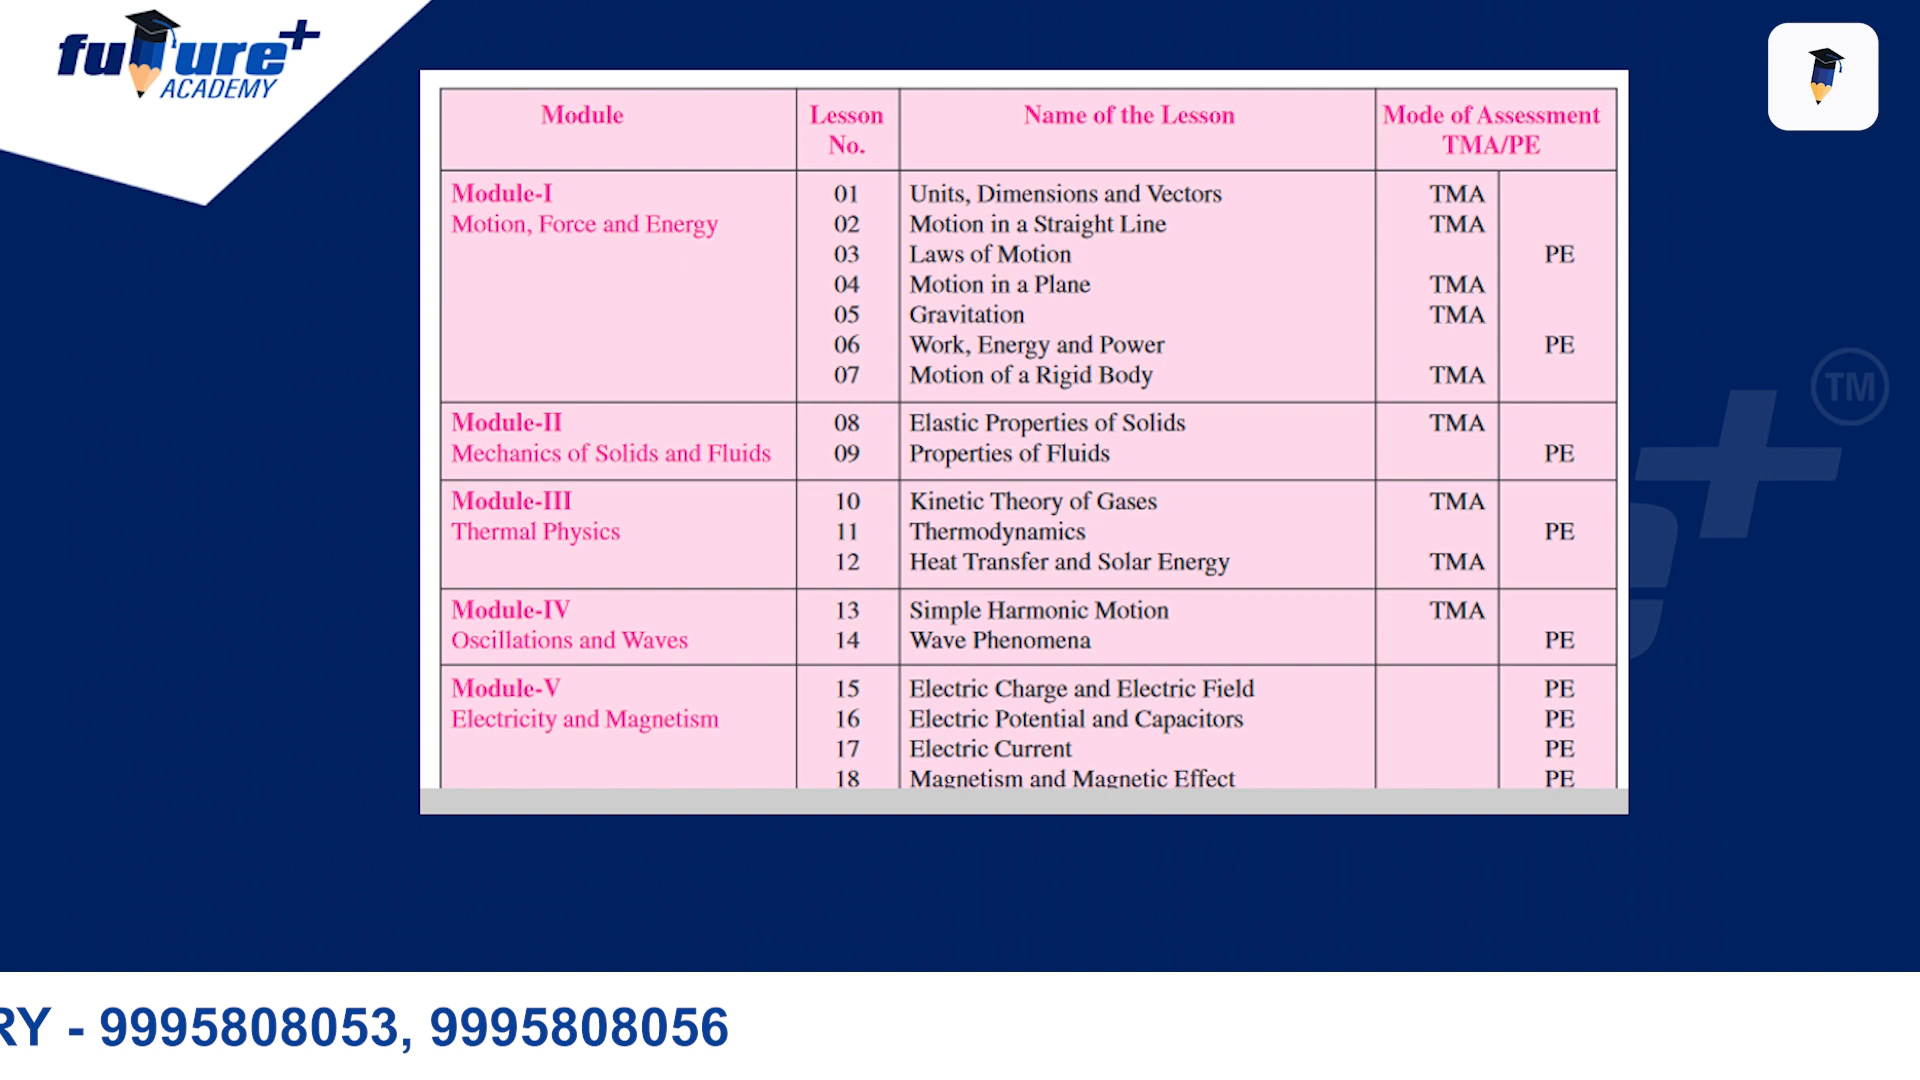 future+
ACADEMY
Module Lesson No. Name of the Lesson Mode of Assessment TMA/PE
Module-I 01 Units, Dimensions and Vectors TMA
Motion, Force and Energy 02 Motion in a Straight Line TMA
03 Laws of Motion PE
04 Motion in a Plane TMA
05 Gravitation TMA
06 Work, Energy and Power PE
07 Motion of a Rigid Body TMA
Module-II 08 Elastic Properties of Solids TMA
Mechanics of Solids and Fluids 09 Properties of Fluids PE
Module-III 10 Kinetic Theory of Gases TMA
Thermal Physics 11 Thermodynamics PE
12 Heat Transfer and Solar Energy TMA
Module-IV 13 Simple Harmonic Motion TMA
Oscillations and Waves 14 Wave Phenomena PE
Module-V 15 Electric Charge and Electric Field PE
Electricity and Magnetism 16 Electric Potential and Capacitors PE
17 Electric Current PE
18 Magnetism and Magnetic Effect PE
TM
RY - 9995808053, 9995808056